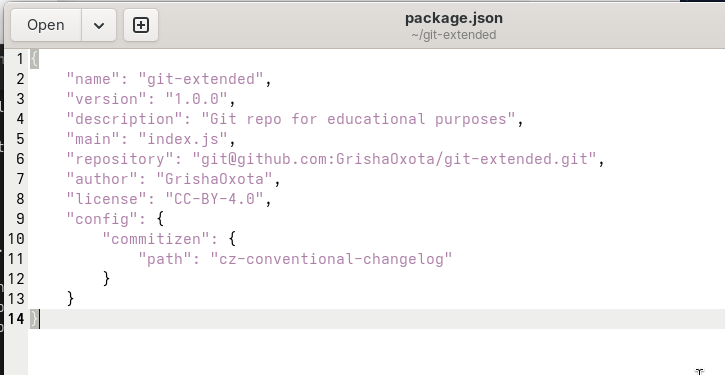 Open
package.json
~/git-extended
1 {
2 "name": "git-extended",
3 "version": "1.0.0",
4 "description": "Git repo for educational purposes",
5 "main": "index.js",
6 "repository": "git@github.com:GrishaOxota/git-extended.git",
7 "author": "GrishaOxota",
8 "license": "CC-BY-4.0",
9 "config": {
10 "commitizen": {
11 "path": "cz-conventional-changelog"
12 }
13 }
14 }